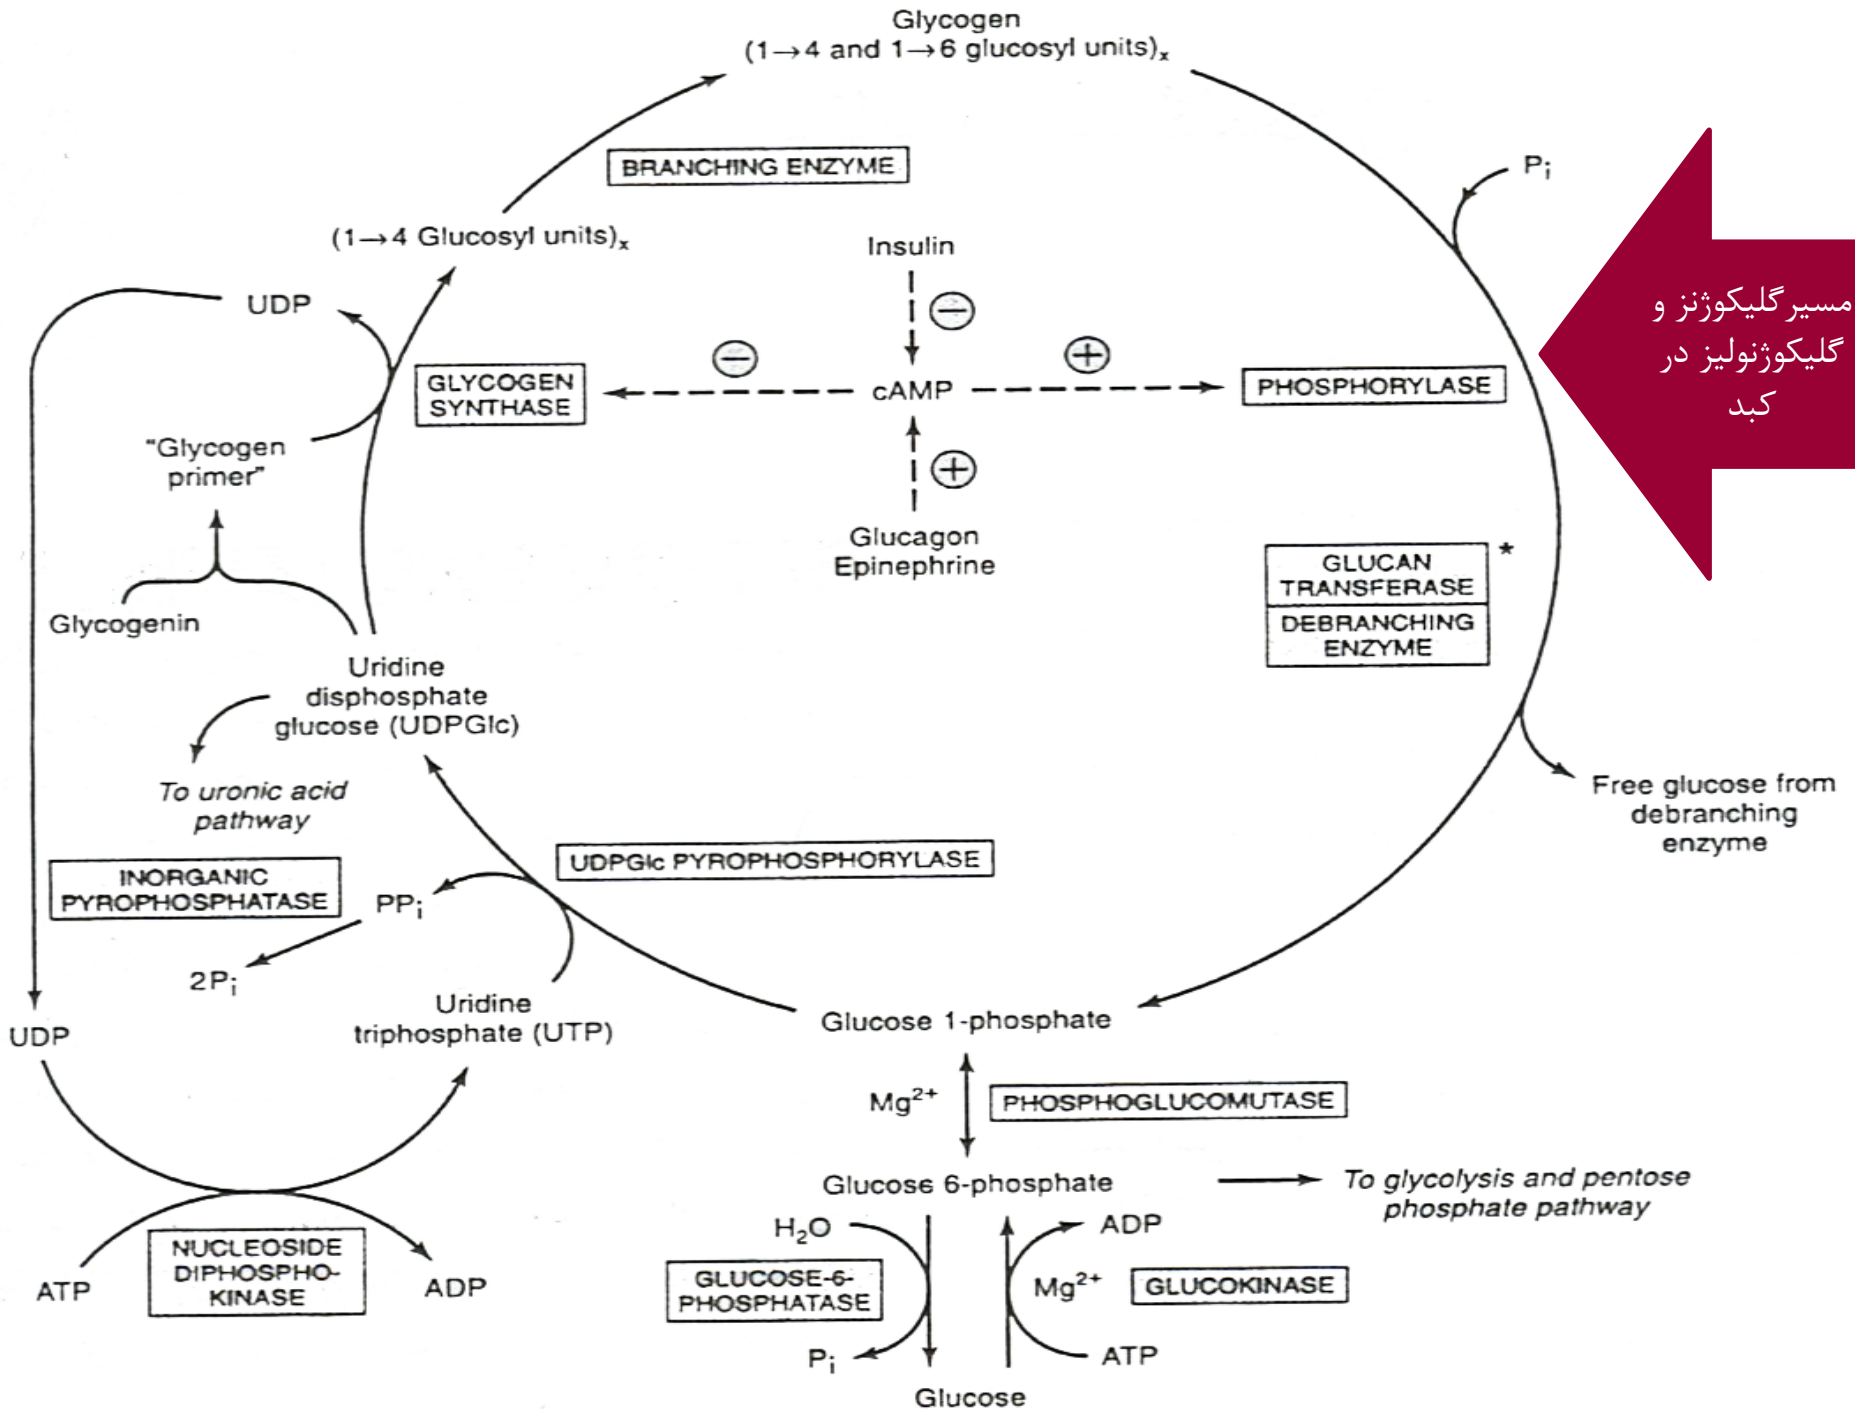 Glycogen
(1→4 and 1→6 glucosyl units)ₓ
BRANCHING ENZYME
Pᵢ
(1→4 Glucosyl units)ₓ
Insulin
UDP
−
−
+
GLYCOGEN
SYNTHASE
cAMP
PHOSPHORYLASE
مسیر گلیکوژنز و
گلیکوژنولیز در
کبد
"Glycogen
primer"
+
Glucagon
Epinephrine
GLUCAN
TRANSFERASE
*
DEBRANCHING
ENZYME
Glycogenin
Uridine
disphosphate
glucose (UDPGlc)
To uronic acid
pathway
Free glucose from
debranching
enzyme
UDPGlc PYROPHOSPHORYLASE
INORGANIC
PYROPHOSPHATASE
PPᵢ
2Pᵢ
Uridine
triphosphate (UTP)
UDP
Glucose 1-phosphate
Mg²⁺
PHOSPHOGLUCOMUTASE
Glucose 6-phosphate
To glycolysis and pentose
phosphate pathway
H₂O
ADP
NUCLEOSIDE
DIPHOSPHO-
KINASE
ATP
ADP
GLUCOSE-6-
PHOSPHATASE
Mg²⁺
GLUCOKINASE
Pᵢ
ATP
Glucose